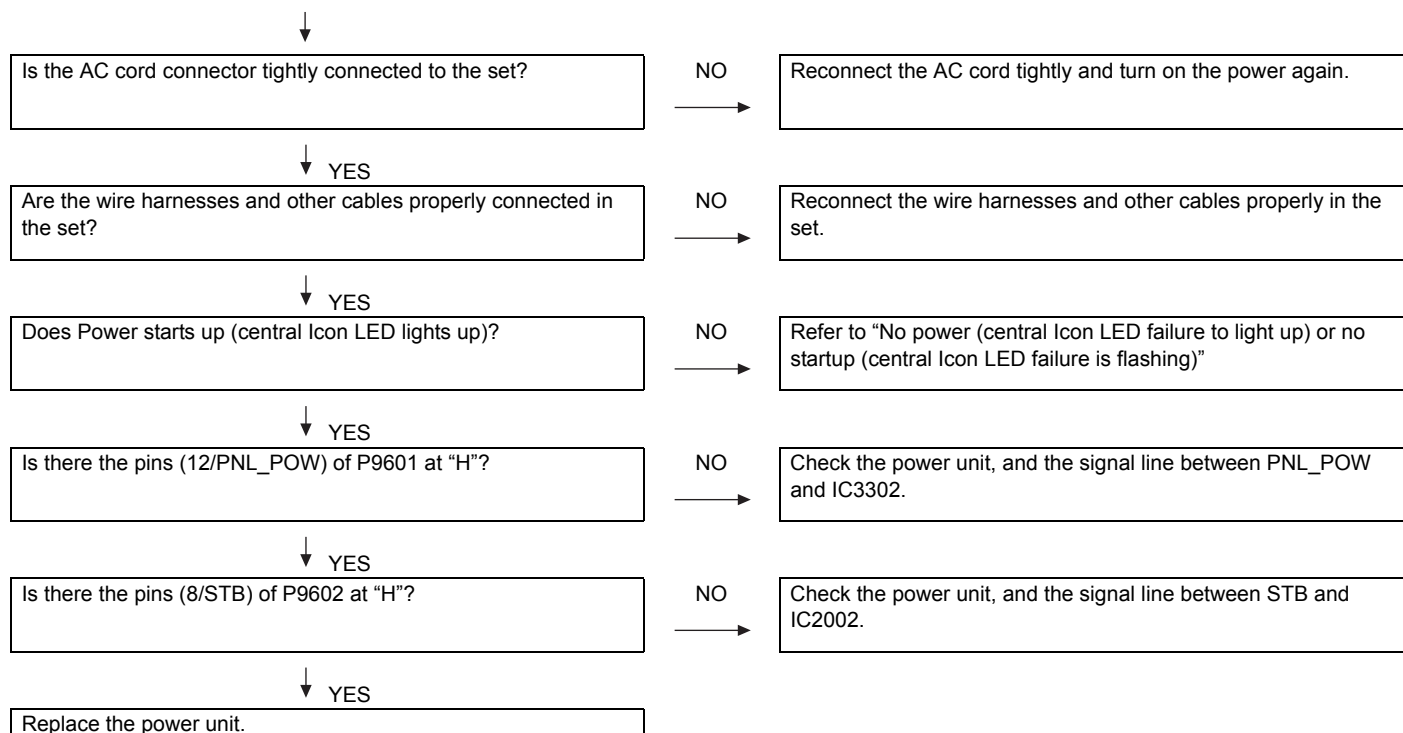 Is the AC cord connector tightly connected to the set?
NO
Reconnect the AC cord tightly and turn on the power again.
YES
Are the wire harnesses and other cables properly connected in
the set?
NO
Reconnect the wire harnesses and other cables properly in the
set.
YES
Does Power starts up (central Icon LED lights up)?
NO
Refer to “No power (central Icon LED failure to light up) or no
startup (central Icon LED failure is flashing)”
YES
Is there the pins (12/PNL_POW) of P9601 at “H”?
NO
Check the power unit, and the signal line between PNL_POW
and IC3302.
YES
Is there the pins (8/STB) of P9602 at “H”?
NO
Check the power unit, and the signal line between STB and
IC2002.
YES
Replace the power unit.